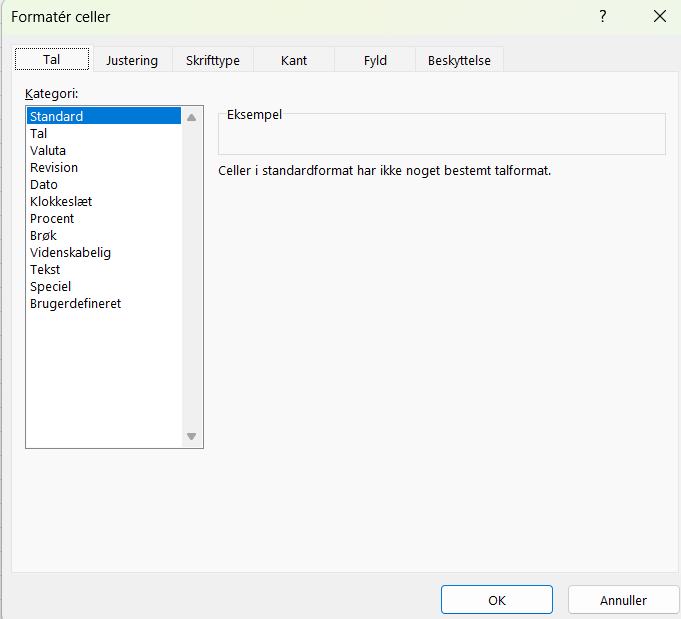 Formatér celler
?
Tal Justering Skrifttype Kant Fyld Beskyttelse
Kategori:
Standard
Tal
Valuta
Revision
Dato
Klokkeslæt
Procent
Brøk
Videnskabelig
Tekst
Speciel
Brugerdefineret
Eksempel
Celler i standardformat har ikke noget bestemt talformat.
OK Annuller